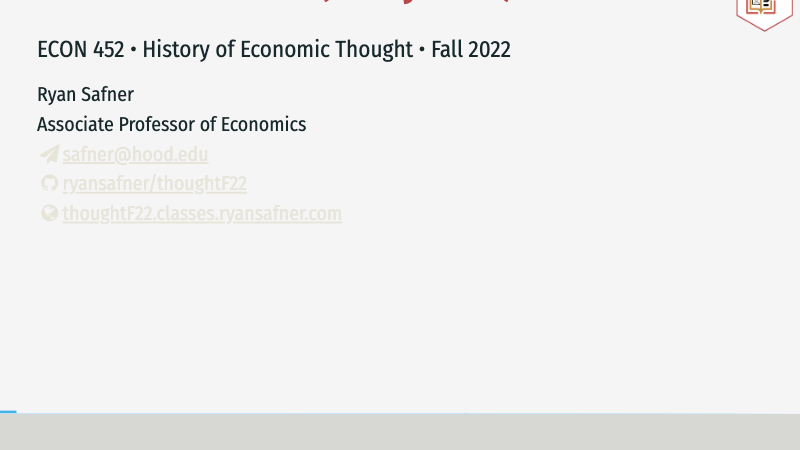 ECON 452 • History of Economic Thought • Fall 2022
Ryan Safner
Associate Professor of Economics
safner@hood.edu
ryansafner/thoughtF22
thoughtF22.classes.ryansafner.com